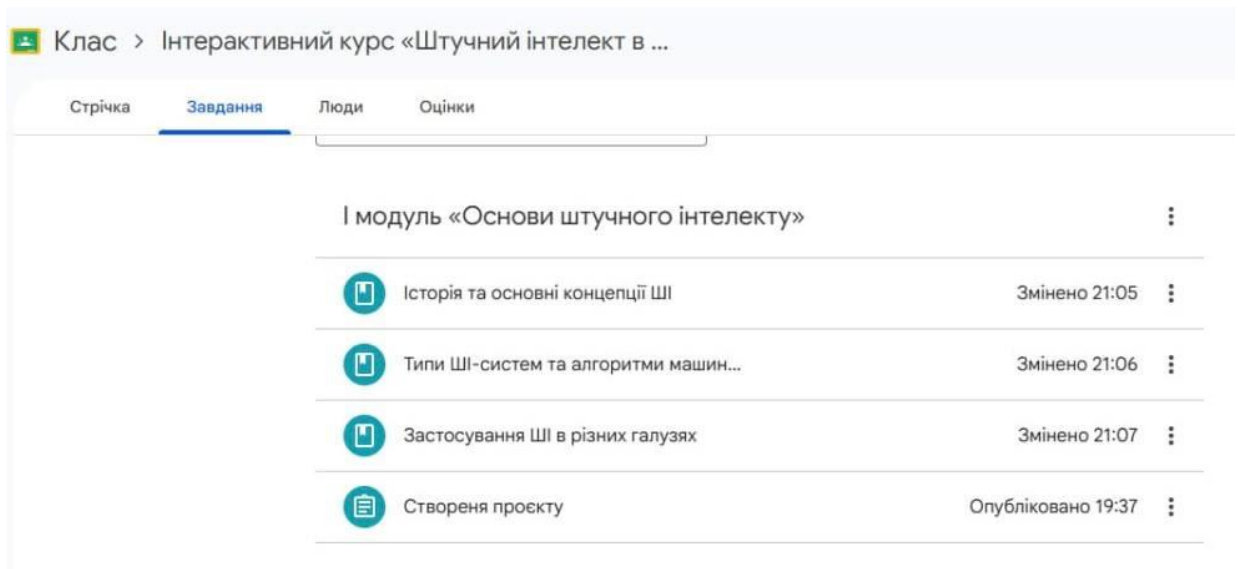 Клас > Інтерактивний курс «Штучний інтелект в ...
Стрічка Завдання Люди Оцінки
І модуль «Основи штучного інтелекту»
Історія та основні концепції ШІ Змінено 21:05
Типи ШІ-систем та алгоритми машин... Змінено 21:06
Застосування ШІ в різних галузях Змінено 21:07
Створеня проєкту Опубліковано 19:37